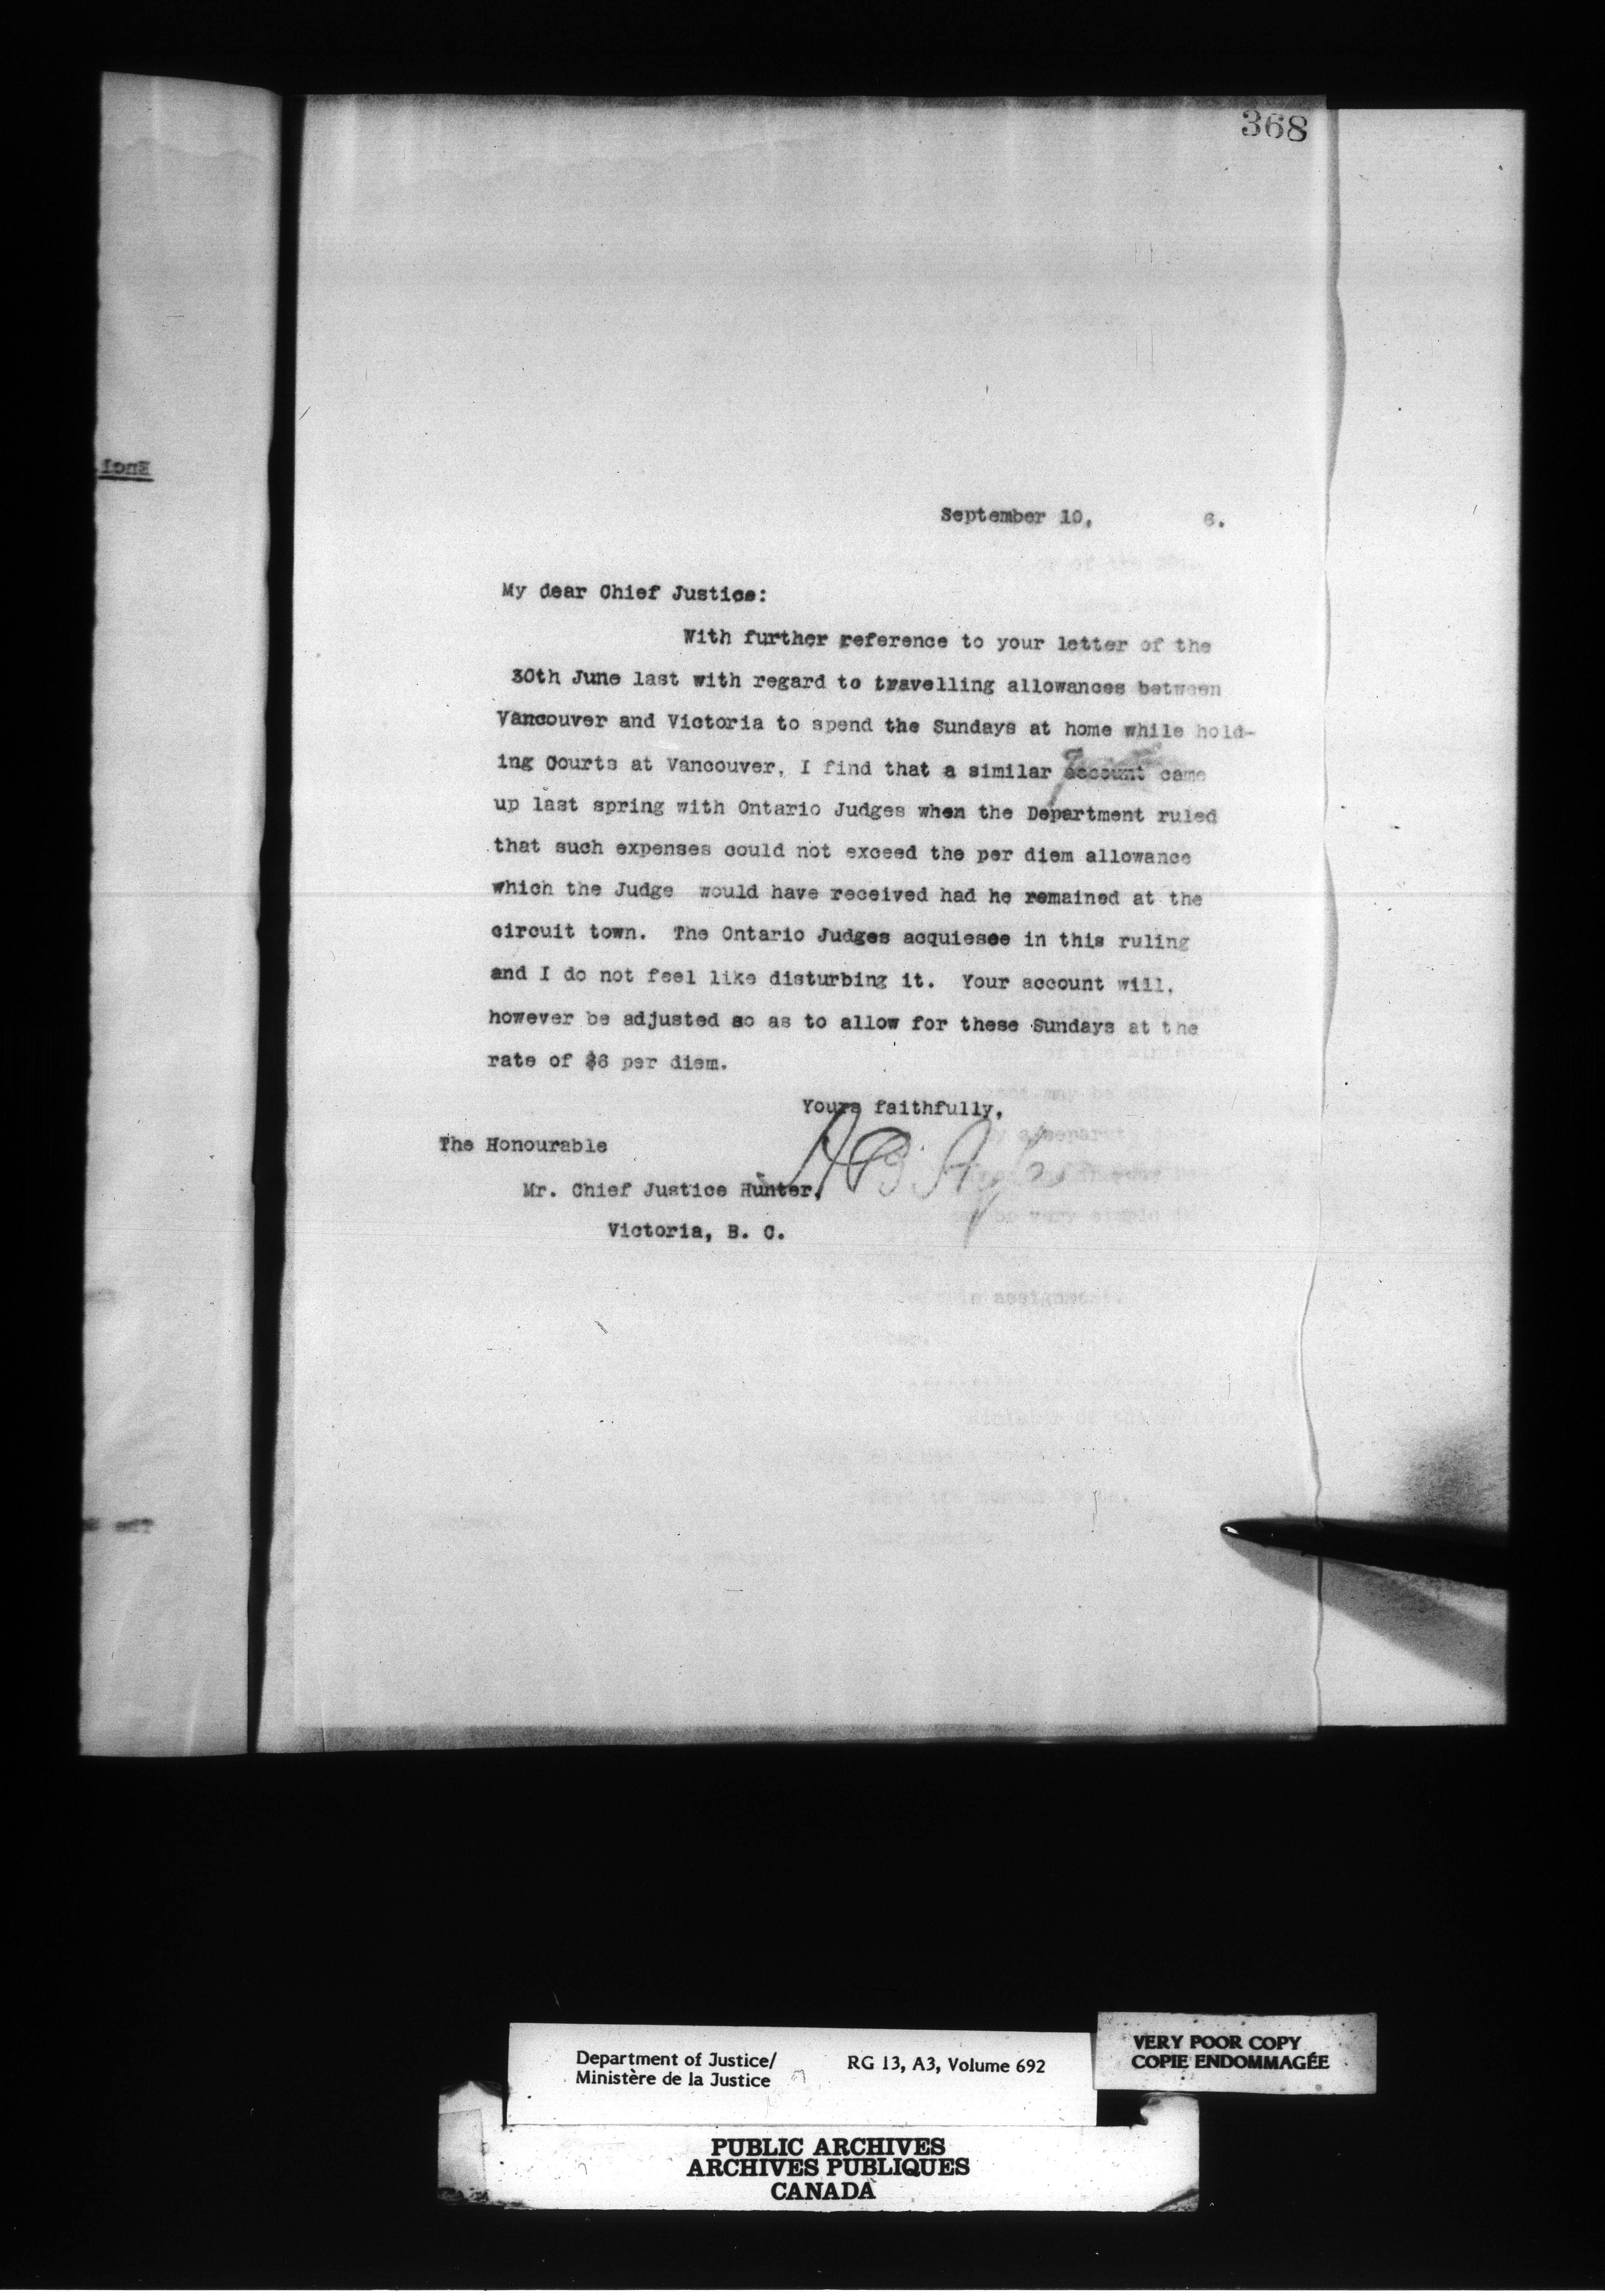 368
September 10, 6.
My dear Chief Justice:
With further reference to your letter of the
30th June last with regard to travelling allowances between
Vancouver and Victoria to spend the Sundays at home while hold-
ing Courts at Vancouver, I find that a similar account came
up last spring with Ontario Judges when the Department ruled
that such expenses could not exceed the per diem allowance
which the Judge would have received had he remained at the
circuit town. The Ontario Judges acquiesce in this ruling
and I do not feel like disturbing it. Your account will,
however be adjusted so as to allow for these Sundays at the
rate of $6 per diem.
Yours faithfully,
The Honourable
Mr. Chief Justice Hunter,
Victoria, B. C.
Department of Justice/
Ministère de la Justice
RG 13, A3, Volume 692
VERY POOR COPY
COPIE ENDOMMAGÉE
PUBLIC ARCHIVES
ARCHIVES PUBLIQUES
CANADA